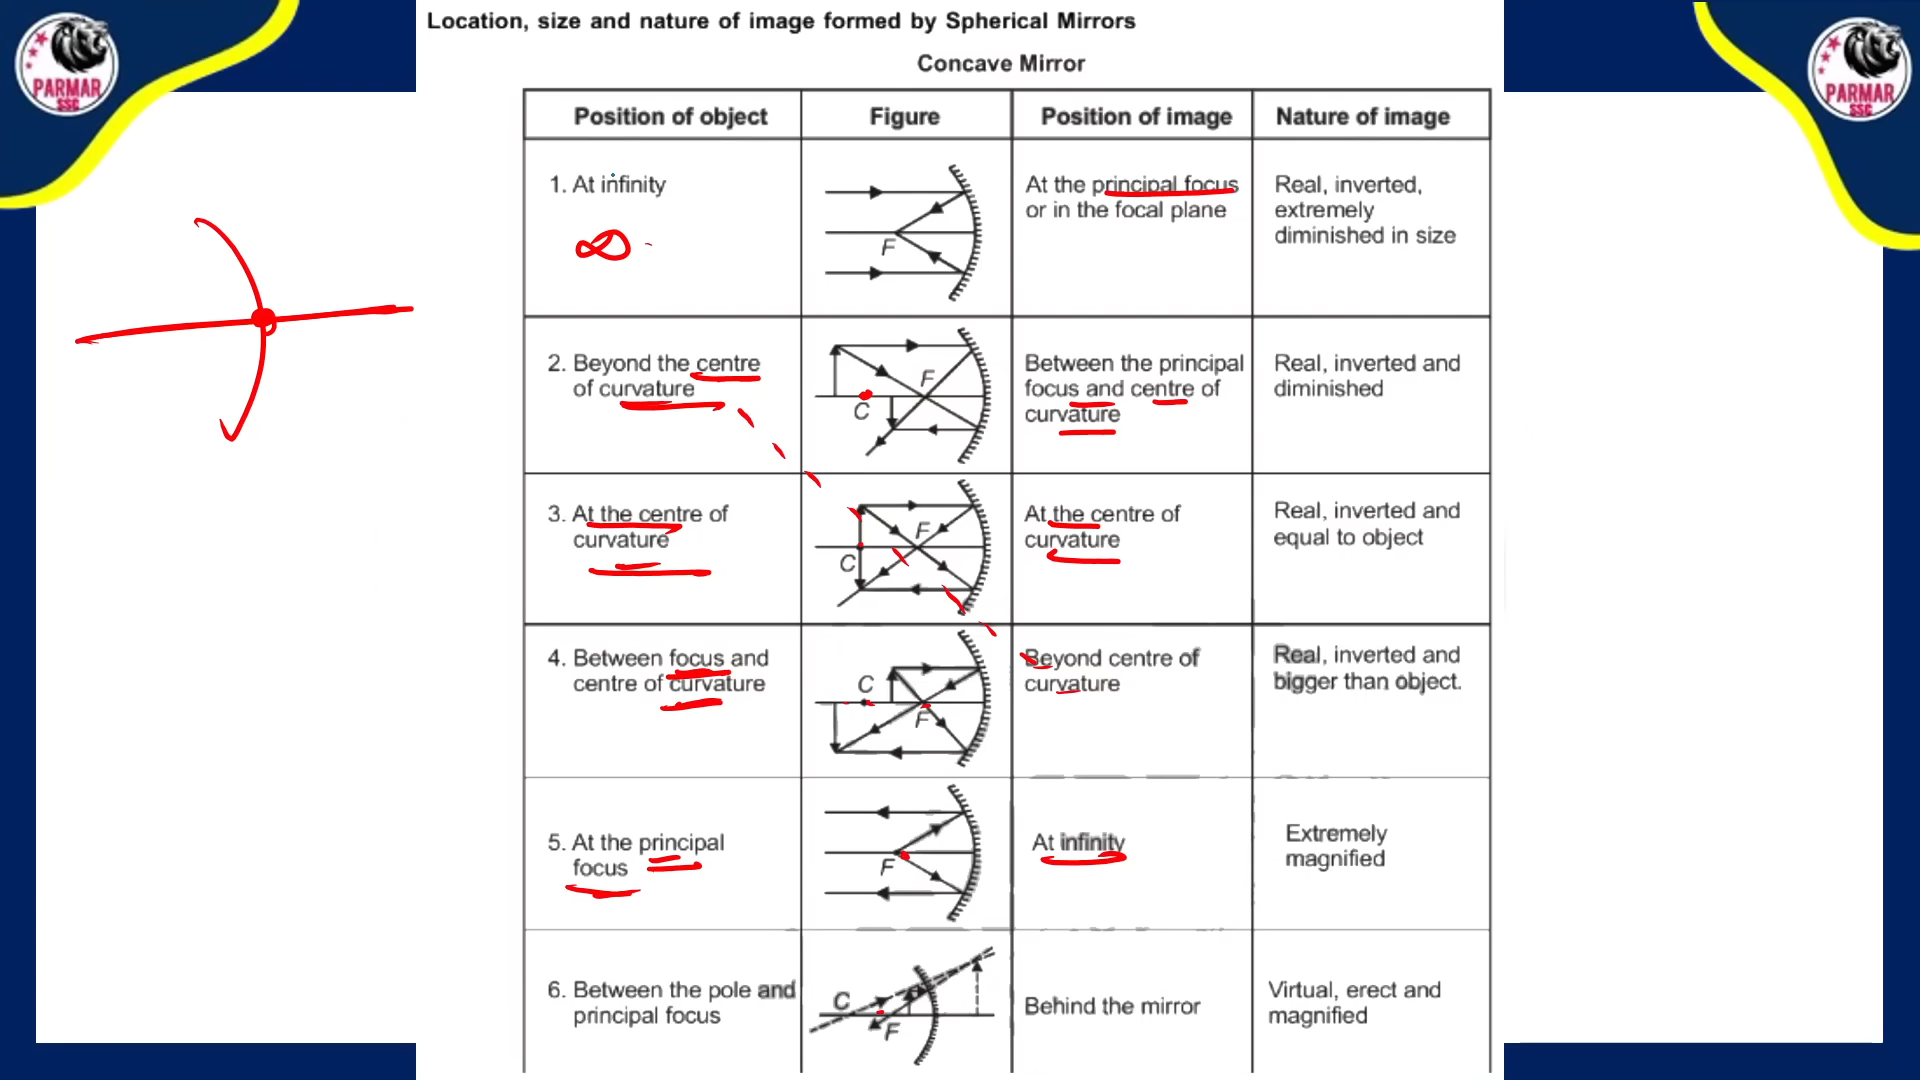 Location, size and nature of image formed by Spherical Mirrors
Concave Mirror
PARMAR
SSC
PARMAR
SSC
Position of object
Figure
Position of image
Nature of image
1. At infinity
∞
F
At the principal focus
or in the focal plane
Real, inverted,
extremely
diminished in size
2. Beyond the centre
of curvature
F
C
Between the principal
focus and centre of
curvature
Real, inverted and
diminished
3. At the centre of
curvature
F
C
At the centre of
curvature
Real, inverted and
equal to object
4. Between focus and
centre of curvature
C
F
Beyond centre of
curvature
Real, inverted and
bigger than object.
5. At the principal
focus
F
At infinity
Extremely
magnified
6. Between the pole and
principal focus
C
F
Behind the mirror
Virtual, erect and
magnified